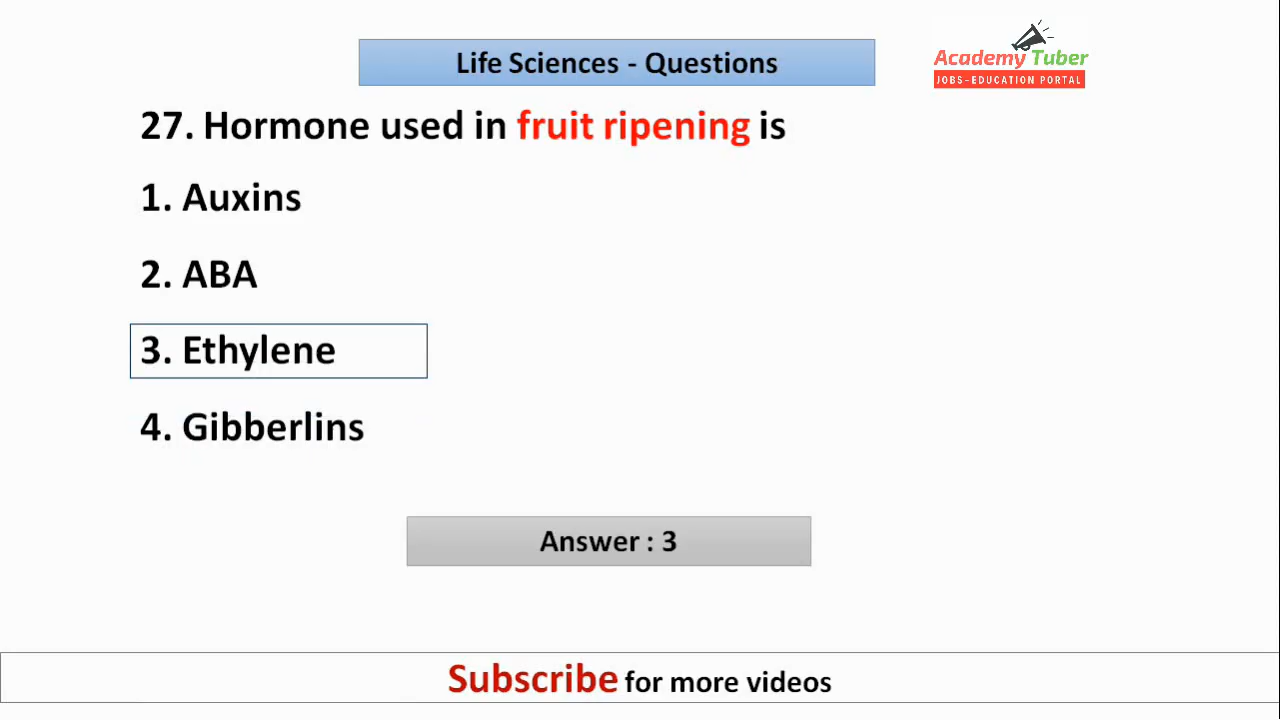 Academy Tuber
JOBS-EDUCATION PORTAL
Life Sciences - Questions
27. Hormone used in fruit ripening is
1. Auxins
2. ABA
3. Ethylene
4. Gibberlins
Answer : 3
Subscribe for more videos